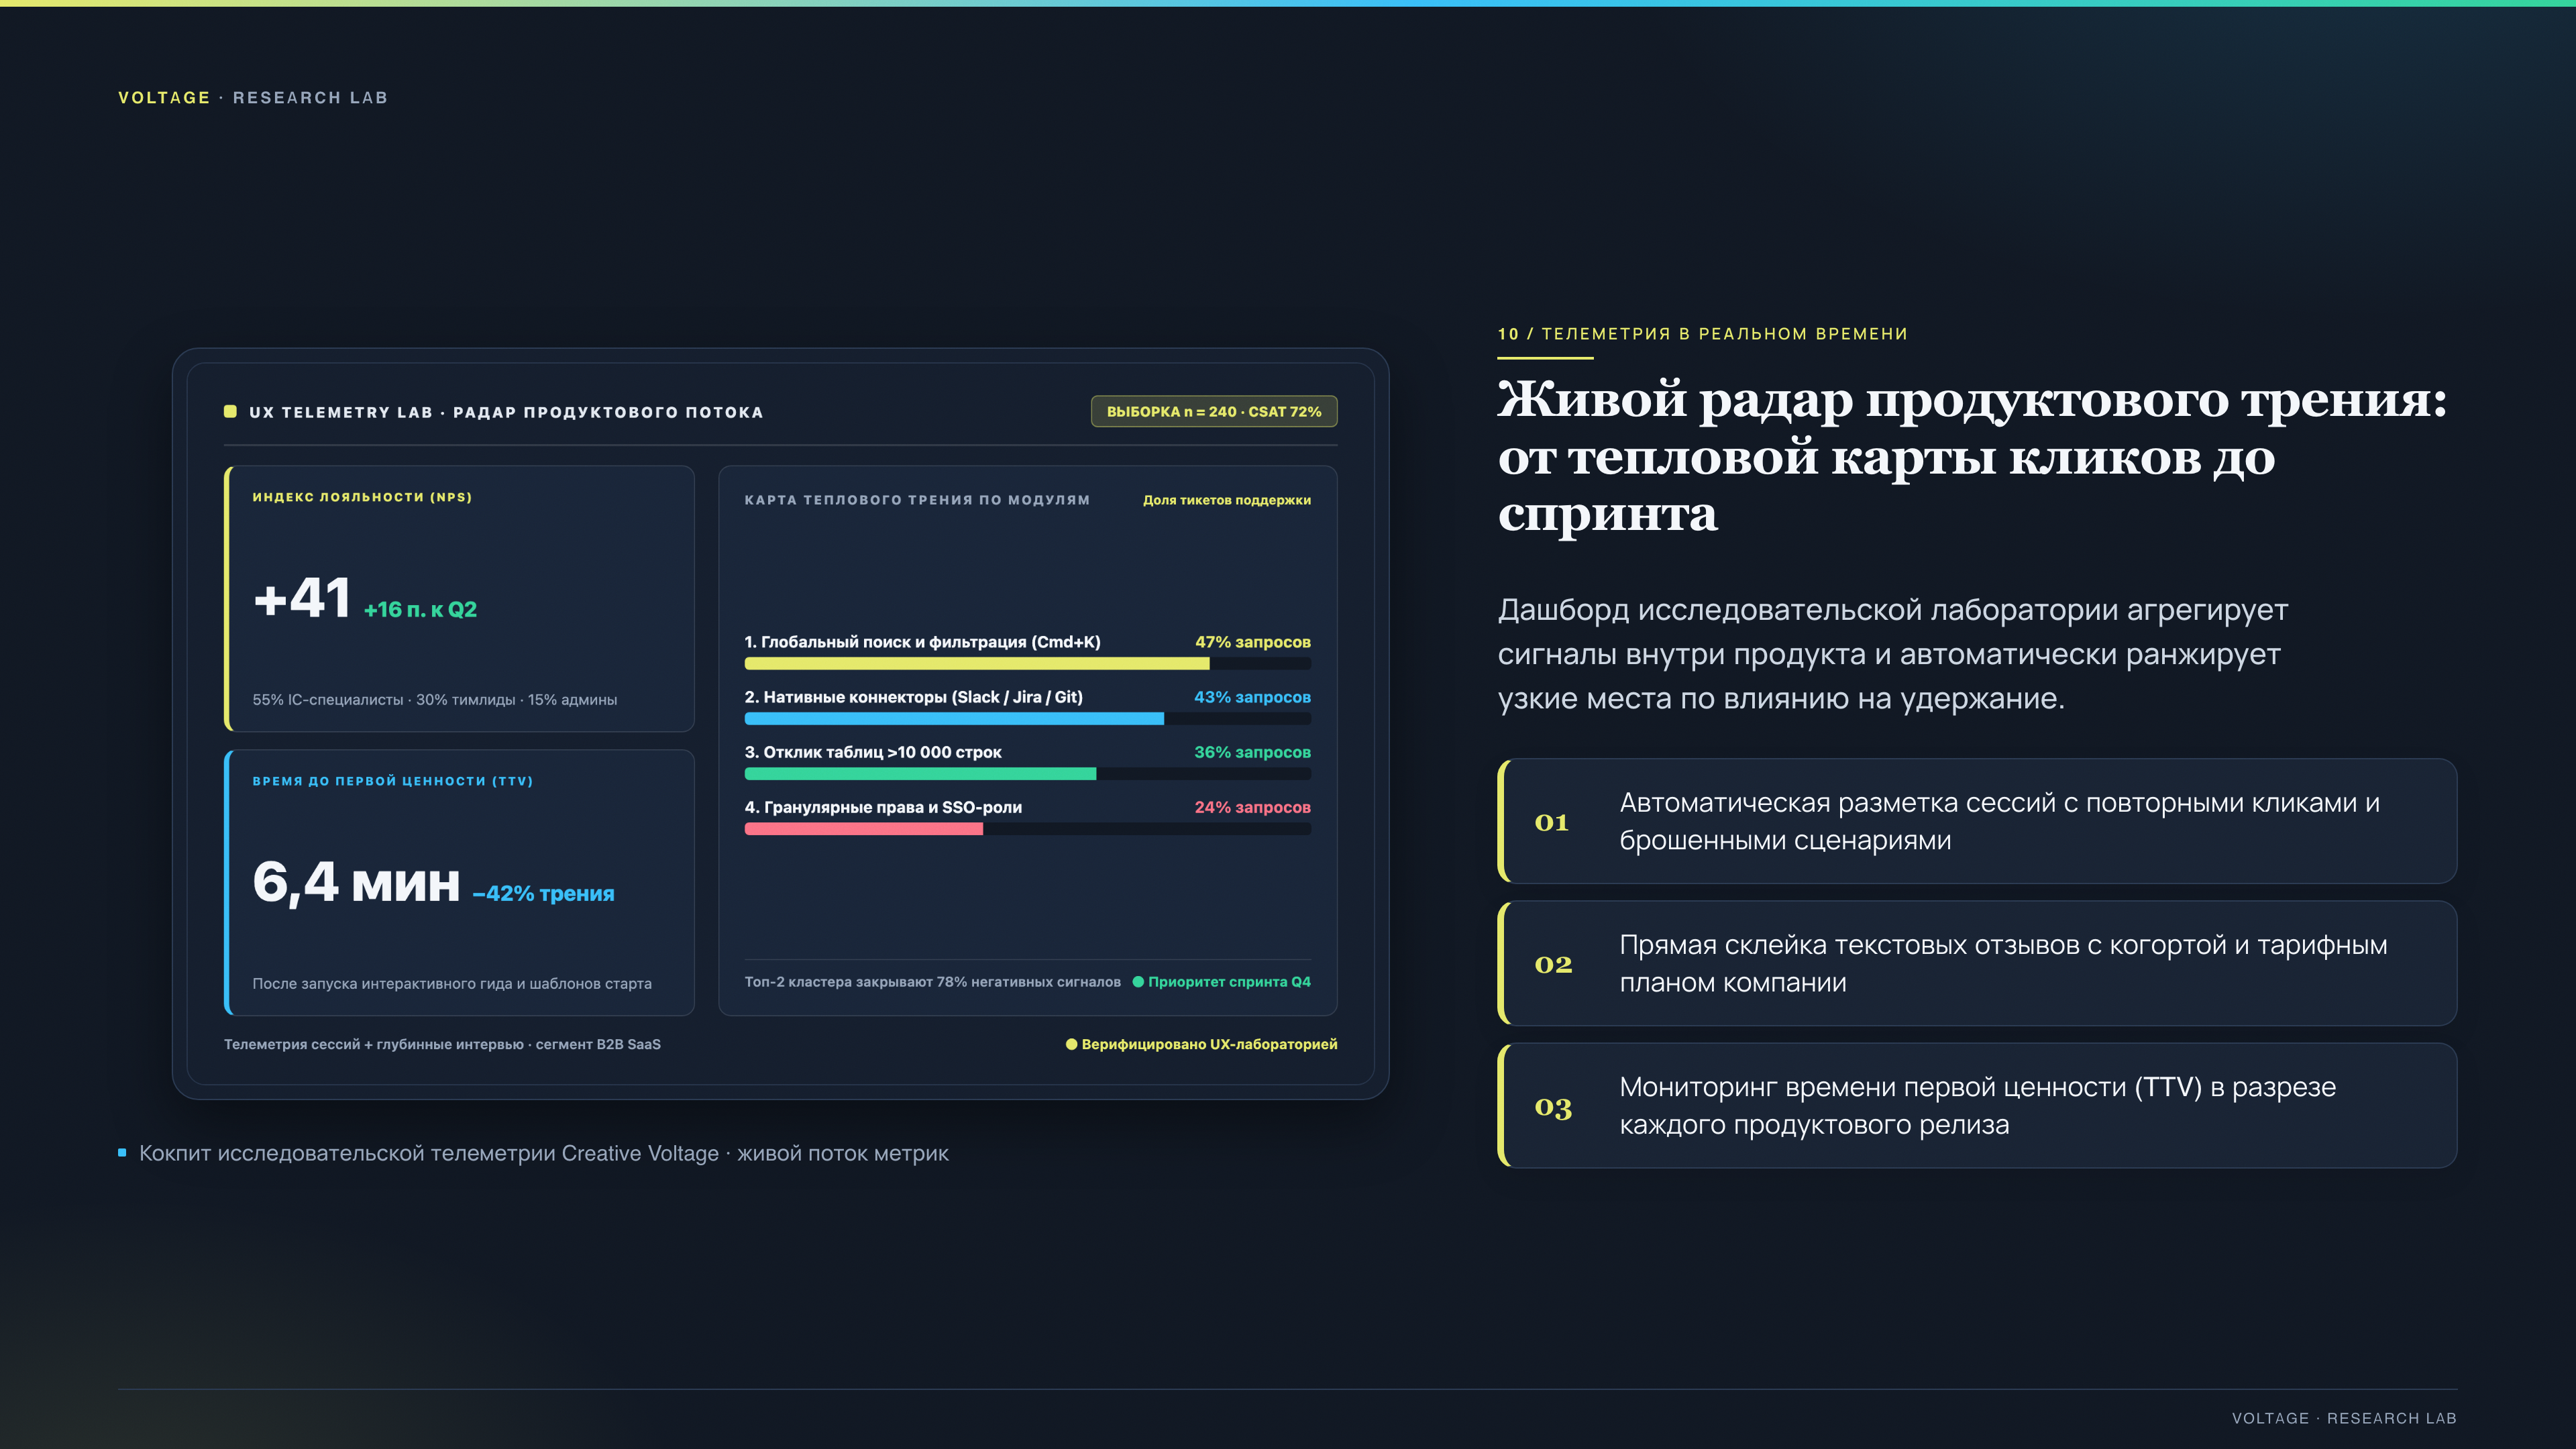 VOLTAGE · RESEARCH LAB
UX TELEMETRY LAB · РАДАР ПРОДУКТОВОГО ПОТОКА
ВЫБОРКА n = 240 · CSAT 72%
ИНДЕКС ЛОЯЛЬНОСТИ (NPS)
+41 +16 п. к Q2
55% IC-специалисты · 30% тимлиды · 15% админы
ВРЕМЯ ДО ПЕРВОЙ ЦЕННОСТИ (TTV)
6,4 мин −42% трения
После запуска интерактивного гида и шаблонов старта
КАРТА ТЕПЛОВОГО ТРЕНИЯ ПО МОДУЛЯМ
Доля тикетов поддержки
1. Глобальный поиск и фильтрация (Cmd+K) 47% запросов
2. Нативные коннекторы (Slack / Jira / Git) 43% запросов
3. Отклик таблиц >10 000 строк 36% запросов
4. Гранулярные права и SSO-роли 24% запросов
Топ-2 кластера закрывают 78% негативных сигналов
Приоритет спринта Q4
Телеметрия сессий + глубинные интервью · сегмент B2B SaaS
Верифицировано UX-лабораторией
Кокпит исследовательской телеметрии Creative Voltage · живой поток метрик
10 / ТЕЛЕМЕТРИЯ В РЕАЛЬНОМ ВРЕМЕНИ
Живой радар продуктового трения:
от тепловой карты кликов до
спринта
Дашборд исследовательской лаборатории агрегирует
сигналы внутри продукта и автоматически ранжирует
узкие места по влиянию на удержание.
01
Автоматическая разметка сессий с повторными кликами и
брошенными сценариями
02
Прямая склейка текстовых отзывов с когортой и тарифным
планом компании
03
Мониторинг времени первой ценности (TTV) в разрезе
каждого продуктового релиза
VOLTAGE · RESEARCH LAB